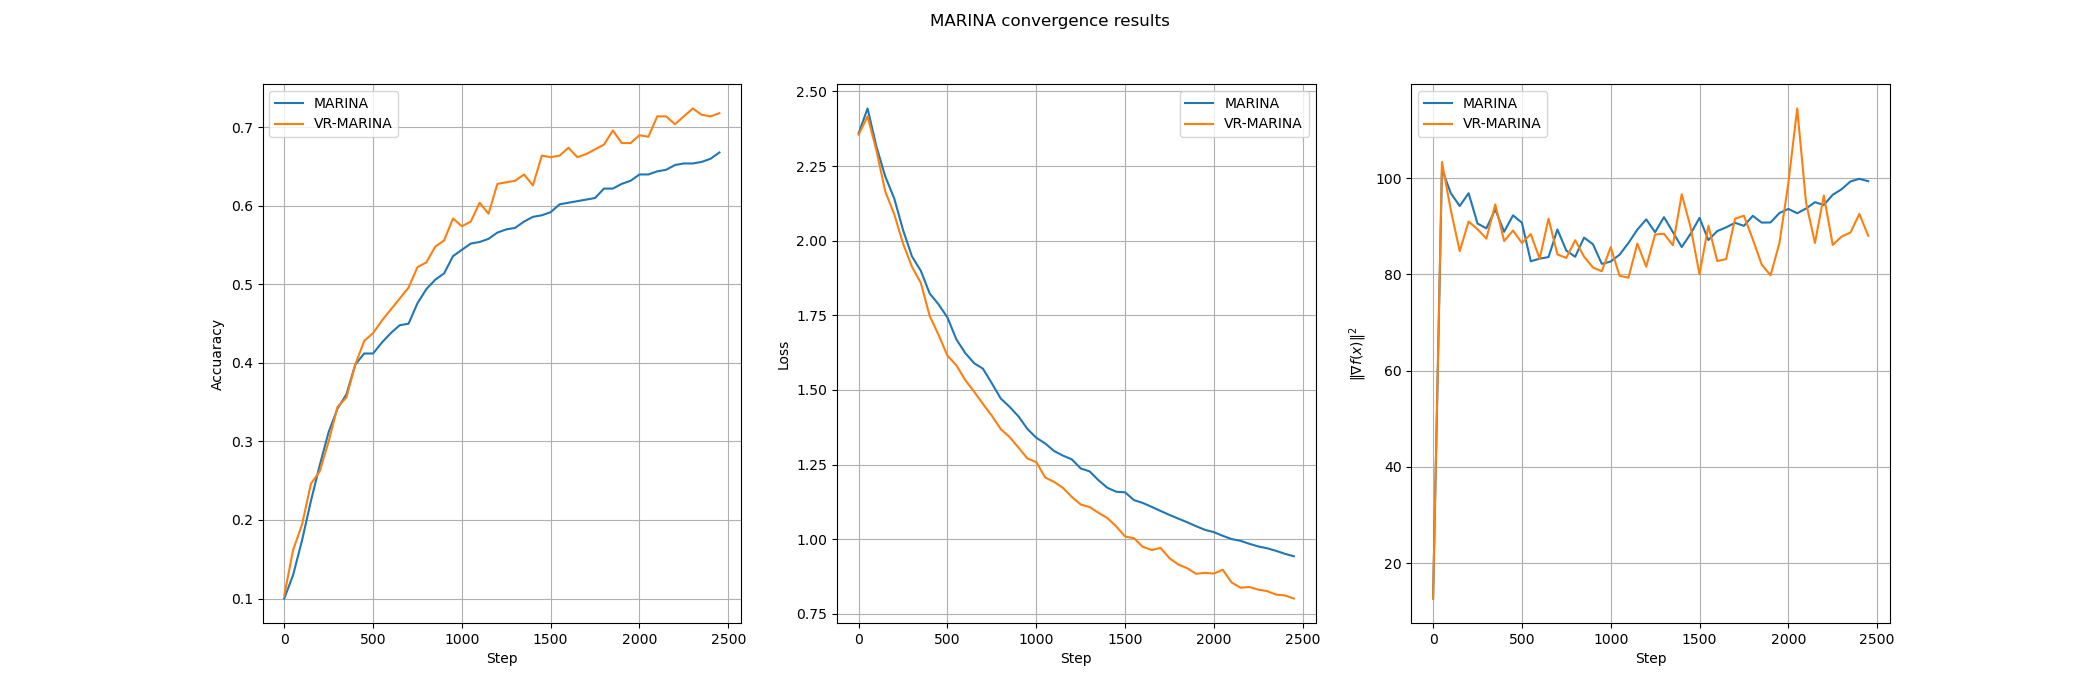 MARINA convergence results
MARINA
VR-MARINA
0.7
0.6
0.5
0.4
0.3
0.2
0.1
Accuaracy
0 500 1000 1500 2000 2500
Step
MARINA
VR-MARINA
2.50
2.25
2.00
1.75
1.50
1.25
1.00
0.75
Loss
0 500 1000 1500 2000 2500
Step
MARINA
VR-MARINA
100
80
60
40
20
‖∇f(x)‖²
0 500 1000 1500 2000 2500
Step